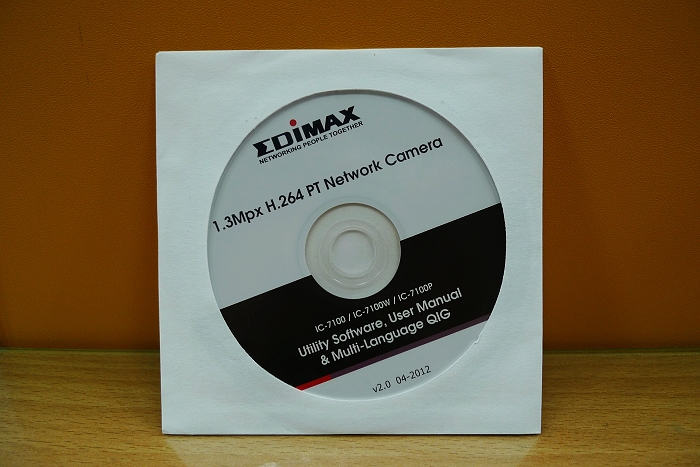 EDIMAX
NETWORKING PEOPLE TOGETHER
1.3Mpx H.264 PT Network Camera
IC-7100 / IC-7100W / IC-7100P
Utility Software, User Manual
& Multi-Language QIG
v2.0 04-2012